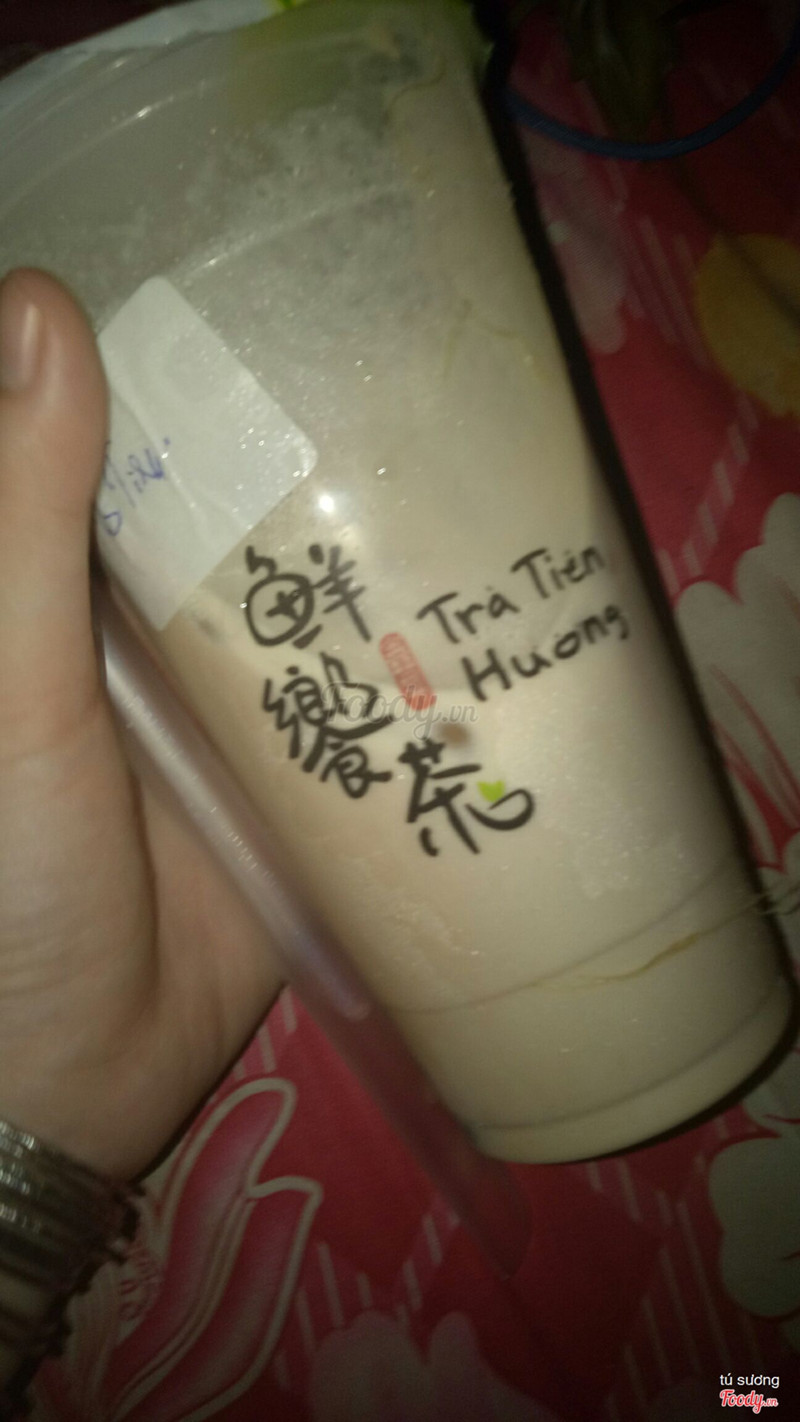 鮮
饗
茶
Trà Tiên
Hương
Foody.vn
tú sương
Foody.vn